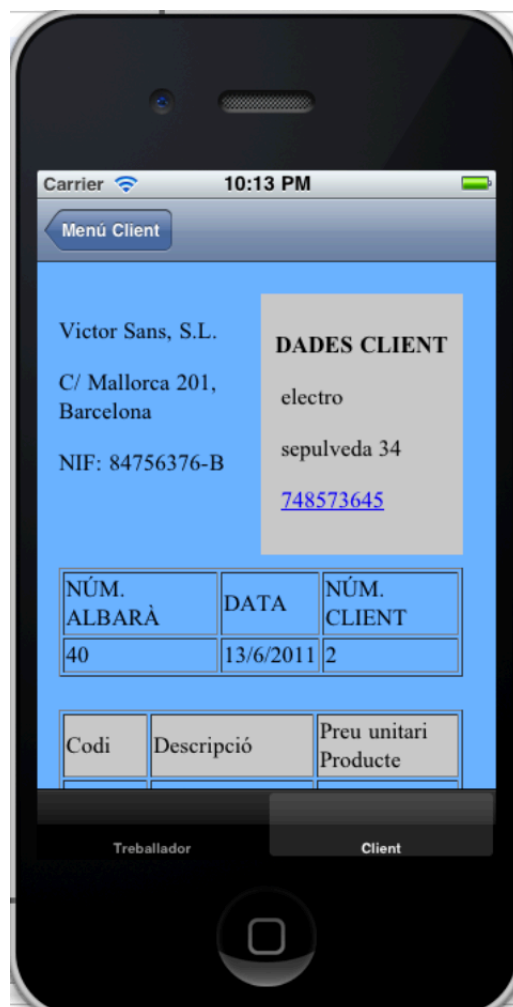 Carrier 10:13 PM
Menú Client
Victor Sans, S.L.
C/ Mallorca 201,
Barcelona
NIF: 84756376-B
DADES CLIENT
electro
sepulveda 34
748573645
NÚM. ALBARÀ DATA NÚM. CLIENT
40 13/6/2011 2
Codi Descripció Preu unitari Producte
Treballador Client